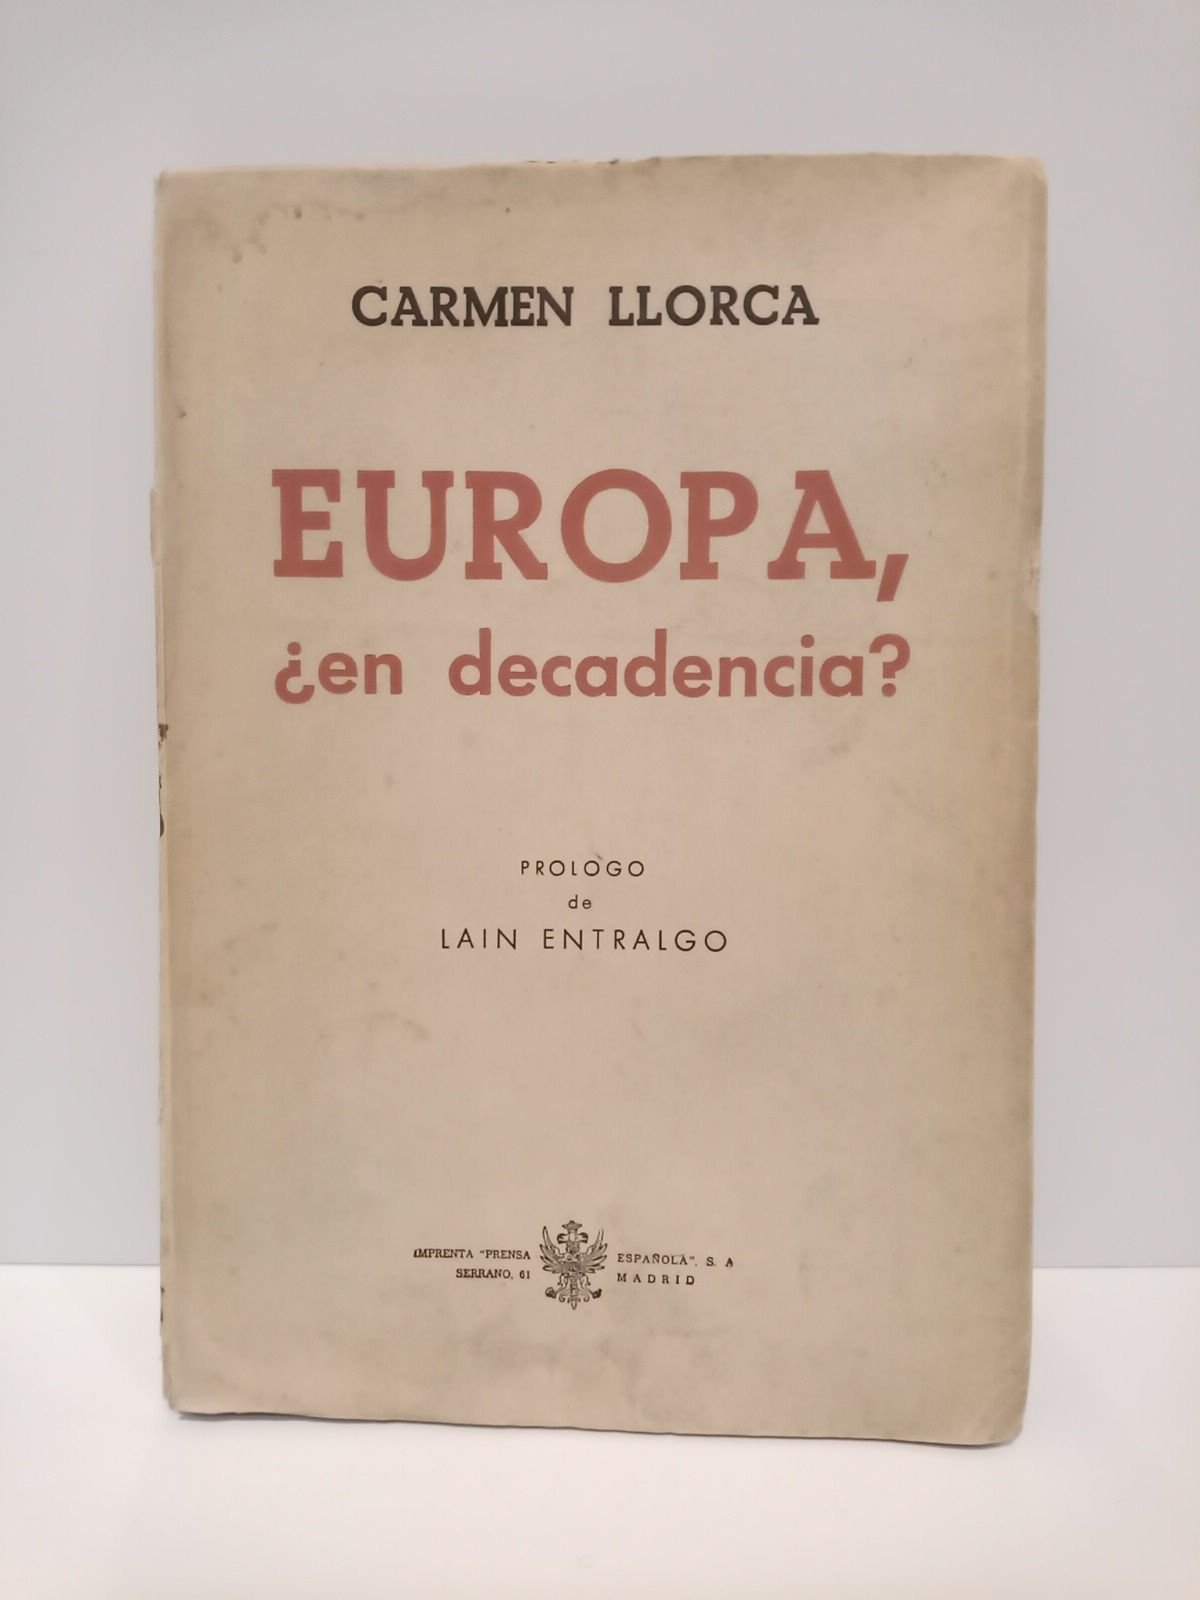 CARMEN LLORCA
EUROPA,
¿en decadencia?
PROLOGO
de
LAIN ENTRALGO
IMPRENTA "PRENSA ESPAÑOLA", S. A
SERRANO, 61 MADRID